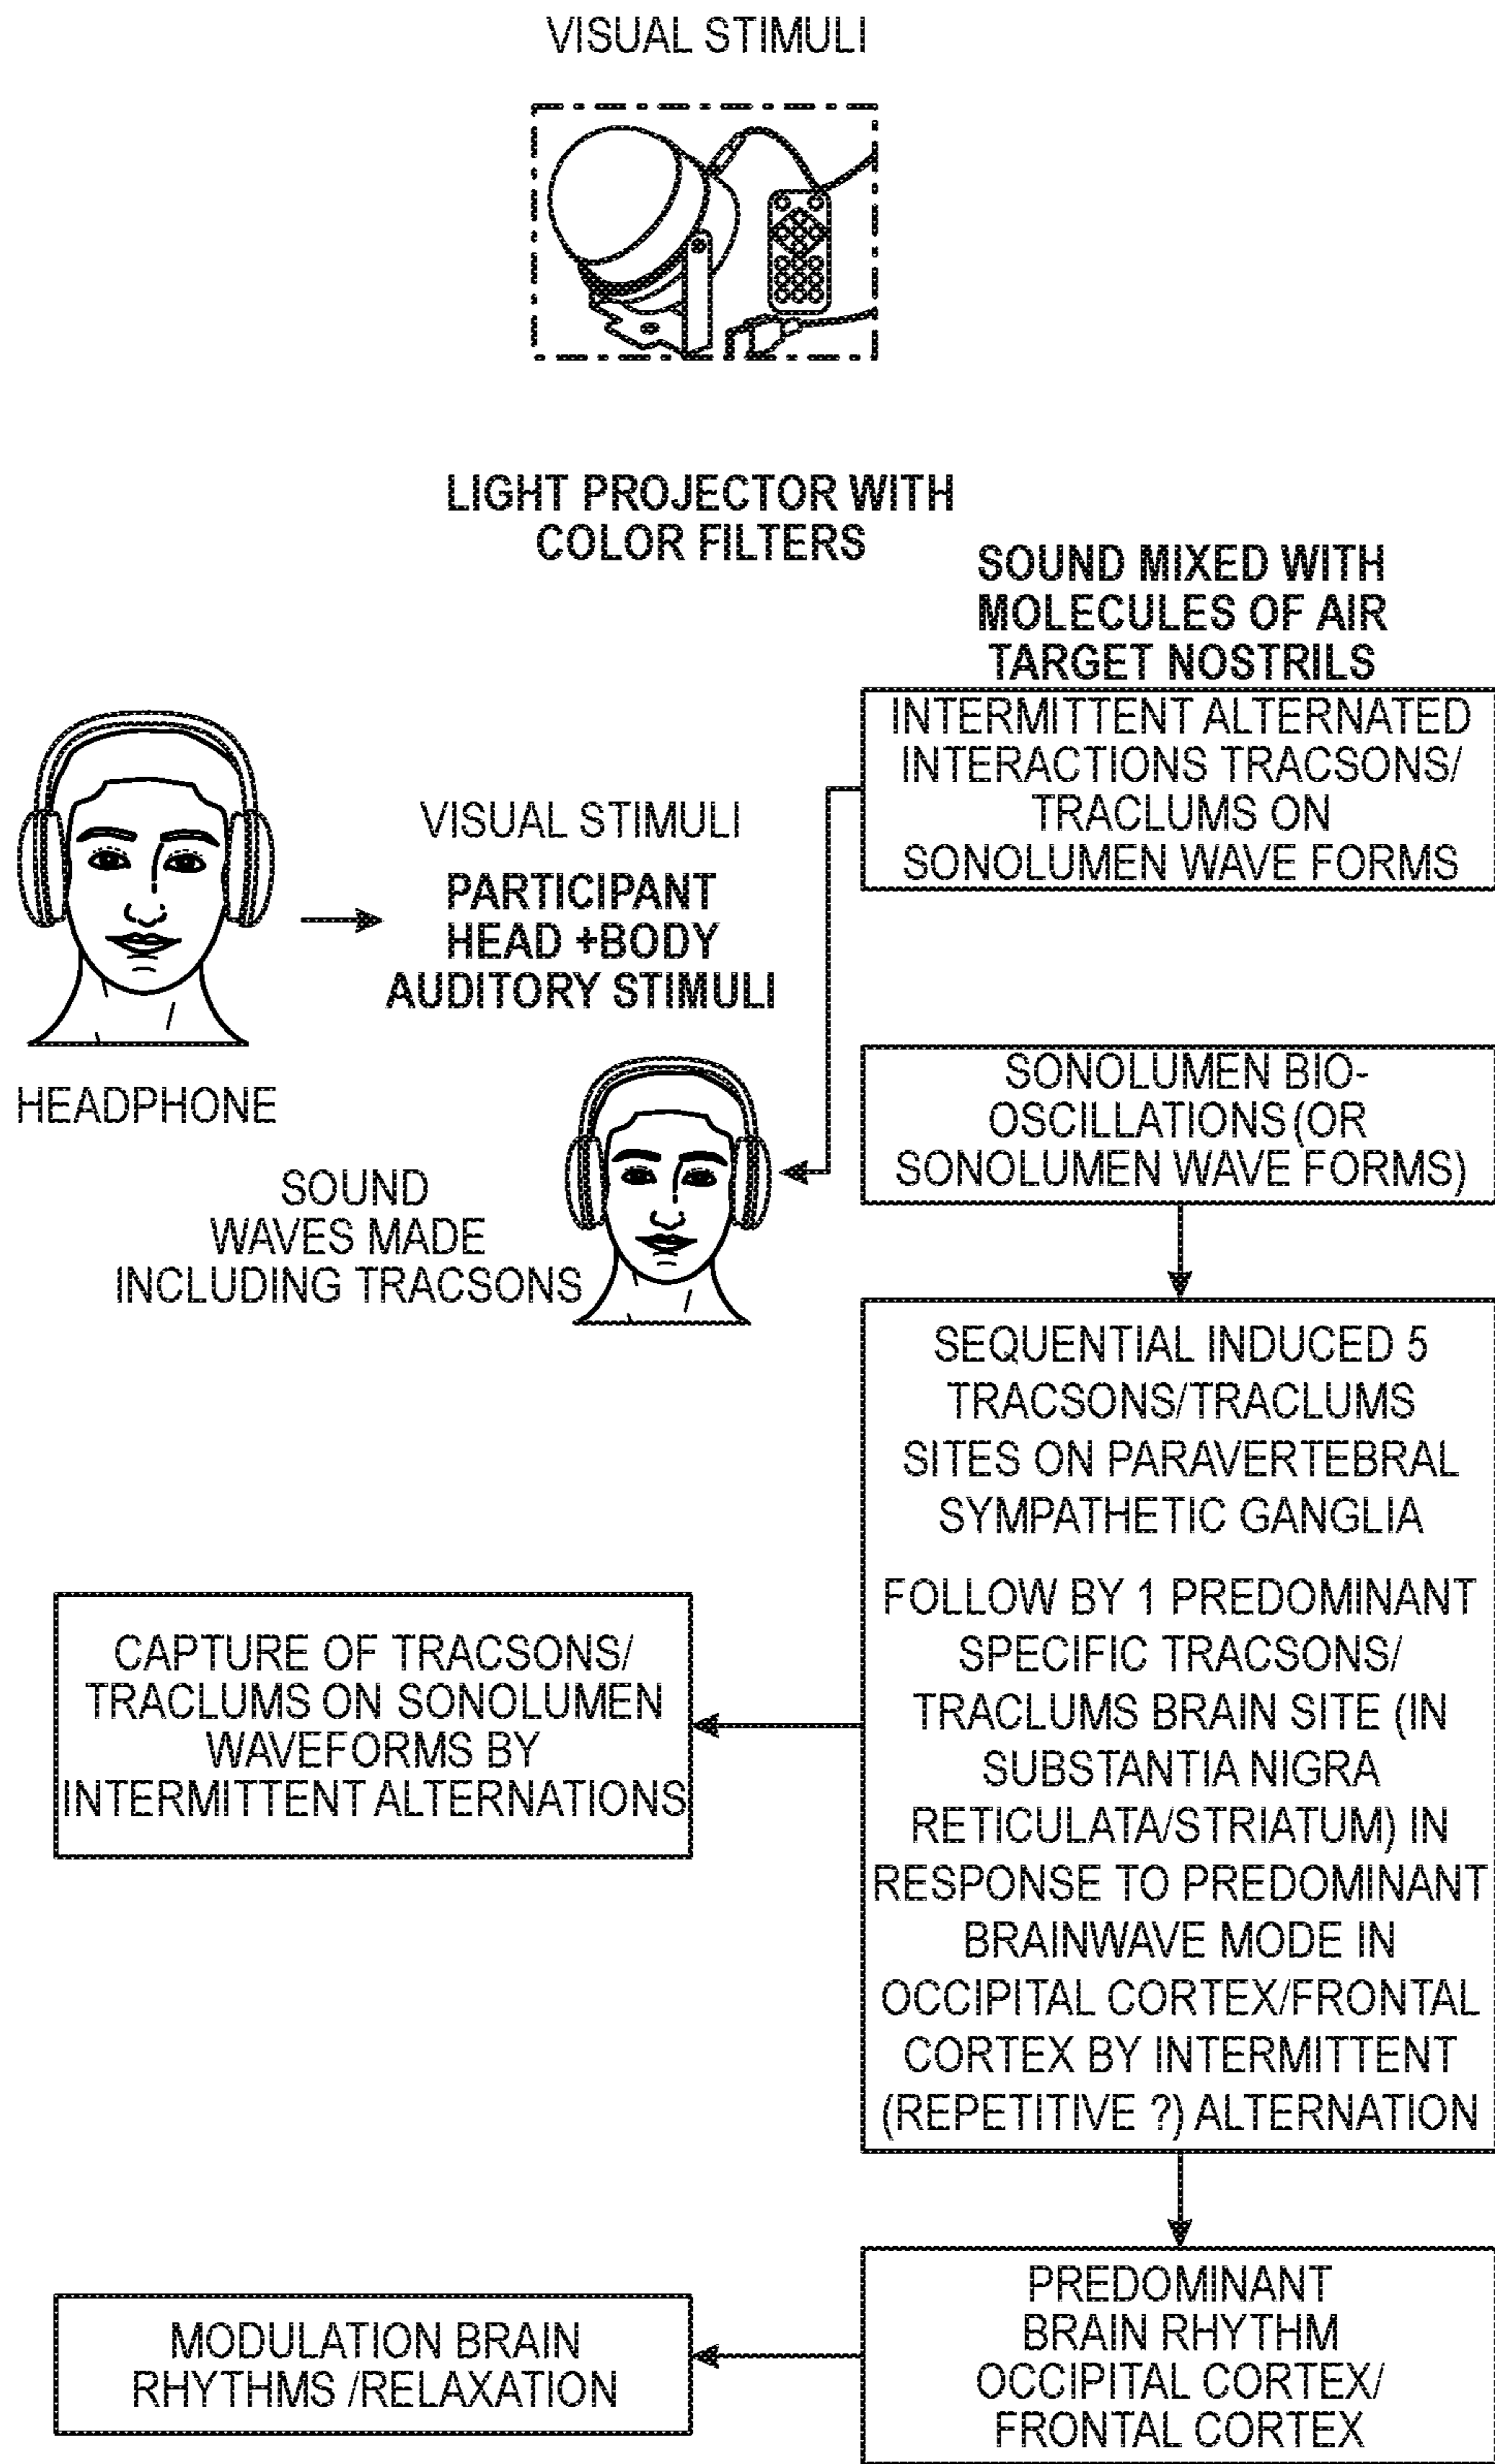 VISUAL STIMULI
LIGHT PROJECTOR WITH
COLOR FILTERS
SOUND MIXED WITH
MOLECULES OF AIR
TARGET NOSTRILS
INTERMITTENT ALTERNATED
INTERACTIONS TRACSONS/
TRACLUMS ON
SONOLUMEN WAVE FORMS
VISUAL STIMULI
PARTICIPANT
HEAD +BODY
AUDITORY STIMULI
HEADPHONE
SOUND
WAVES MADE
INCLUDING TRACSONS
SONOLUMEN BIO-
OSCILLATIONS (OR
SONOLUMEN WAVE FORMS)
SEQUENTIAL INDUCED 5
TRACSONS/TRACLUMS
SITES ON PARAVERTEBRAL
SYMPATHETIC GANGLIA
FOLLOW BY 1 PREDOMINANT
SPECIFIC TRACSONS/
TRACLUMS BRAIN SITE (IN
SUBSTANTIA NIGRA
RETICULATA/STRIATUM) IN
RESPONSE TO PREDOMINANT
BRAINWAVE MODE IN
OCCIPITAL CORTEX/FRONTAL
CORTEX BY INTERMITTENT
(REPETITIVE ?) ALTERNATION
CAPTURE OF TRACSONS/
TRACLUMS ON SONOLUMEN
WAVEFORMS BY
INTERMITTENT ALTERNATIONS
PREDOMINANT
BRAIN RHYTHM
OCCIPITAL CORTEX/
FRONTAL CORTEX
MODULATION BRAIN
RHYTHMS /RELAXATION